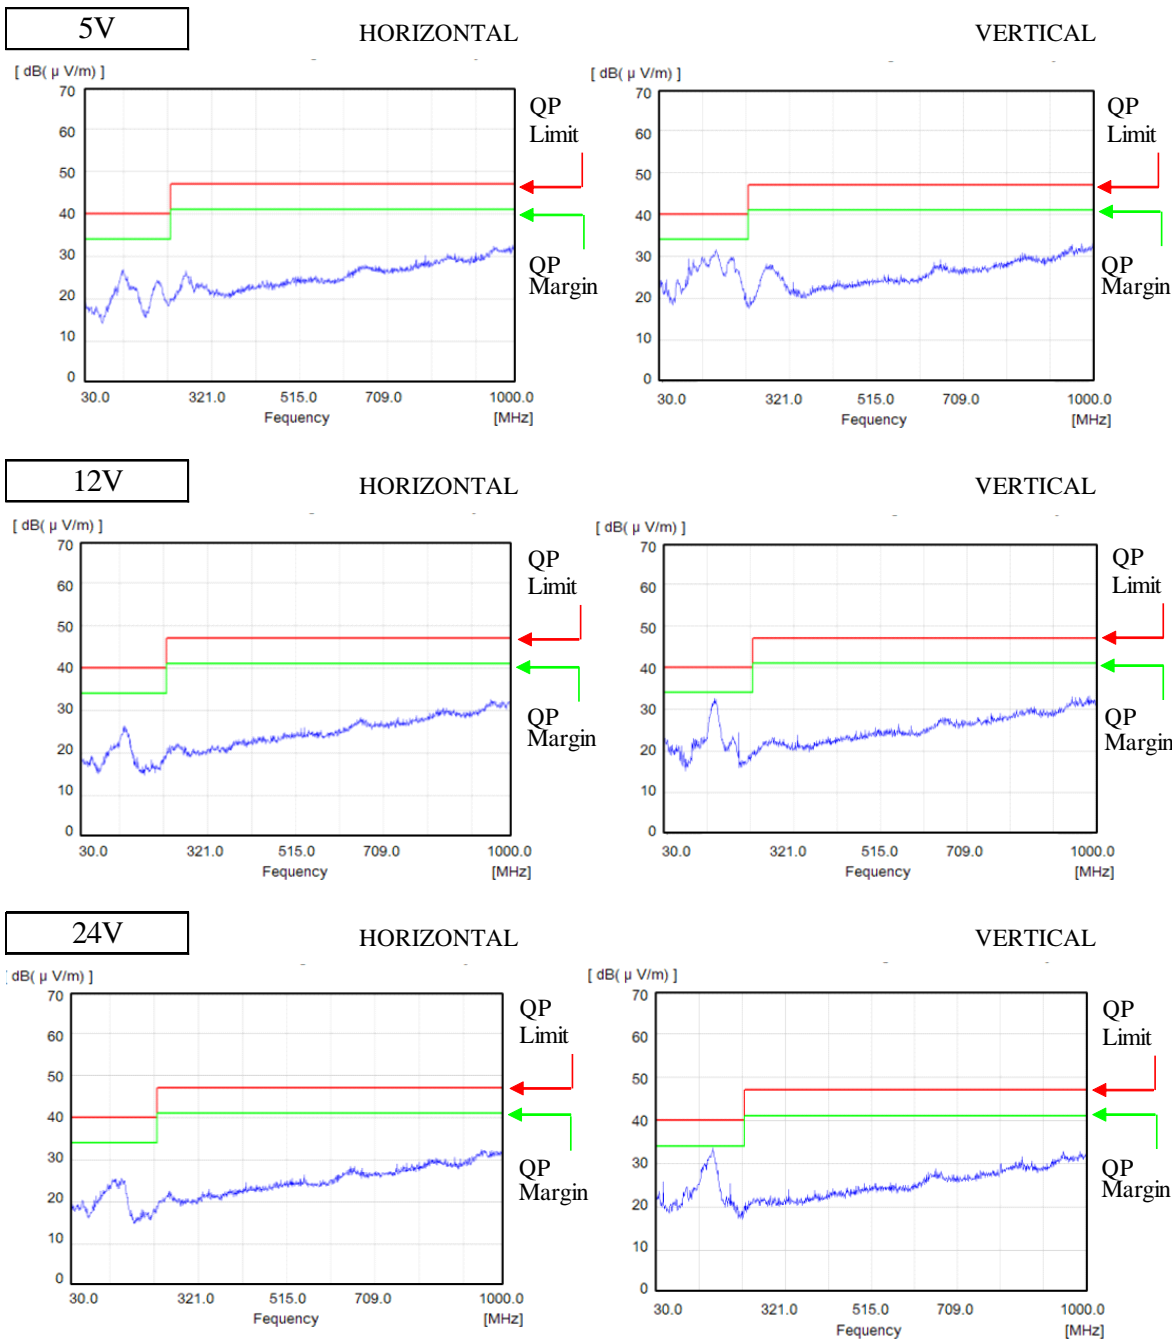 5V
HORIZONTAL
VERTICAL
[ dB( μ V/m) ]
70
60
50
40
30
20
10
0
30.0
321.0
515.0
709.0
1000.0
Fequency
[MHz]
QP
Limit
QP
Margin
[ dB( μ V/m) ]
70
60
50
40
30
20
10
0
30.0
321.0
515.0
709.0
1000.0
Fequency
[MHz]
QP
Limit
QP
Margin
12V
HORIZONTAL
VERTICAL
[ dB( μ V/m) ]
70
60
50
40
30
20
10
0
30.0
321.0
515.0
709.0
1000.0
Fequency
[MHz]
QP
Limit
QP
Margin
[ dB( μ V/m) ]
70
60
50
40
30
20
10
0
30.0
321.0
515.0
709.0
1000.0
Fequency
[MHz]
QP
Limit
QP
Margin
24V
HORIZONTAL
VERTICAL
[ dB( μ V/m) ]
70
60
50
40
30
20
10
0
30.0
321.0
515.0
709.0
1000.0
Fequency
[MHz]
QP
Limit
QP
Margin
[ dB( μ V/m) ]
70
60
50
40
30
20
10
0
30.0
321.0
515.0
709.0
1000.0
Fequency
[MHz]
QP
Limit
QP
Margin